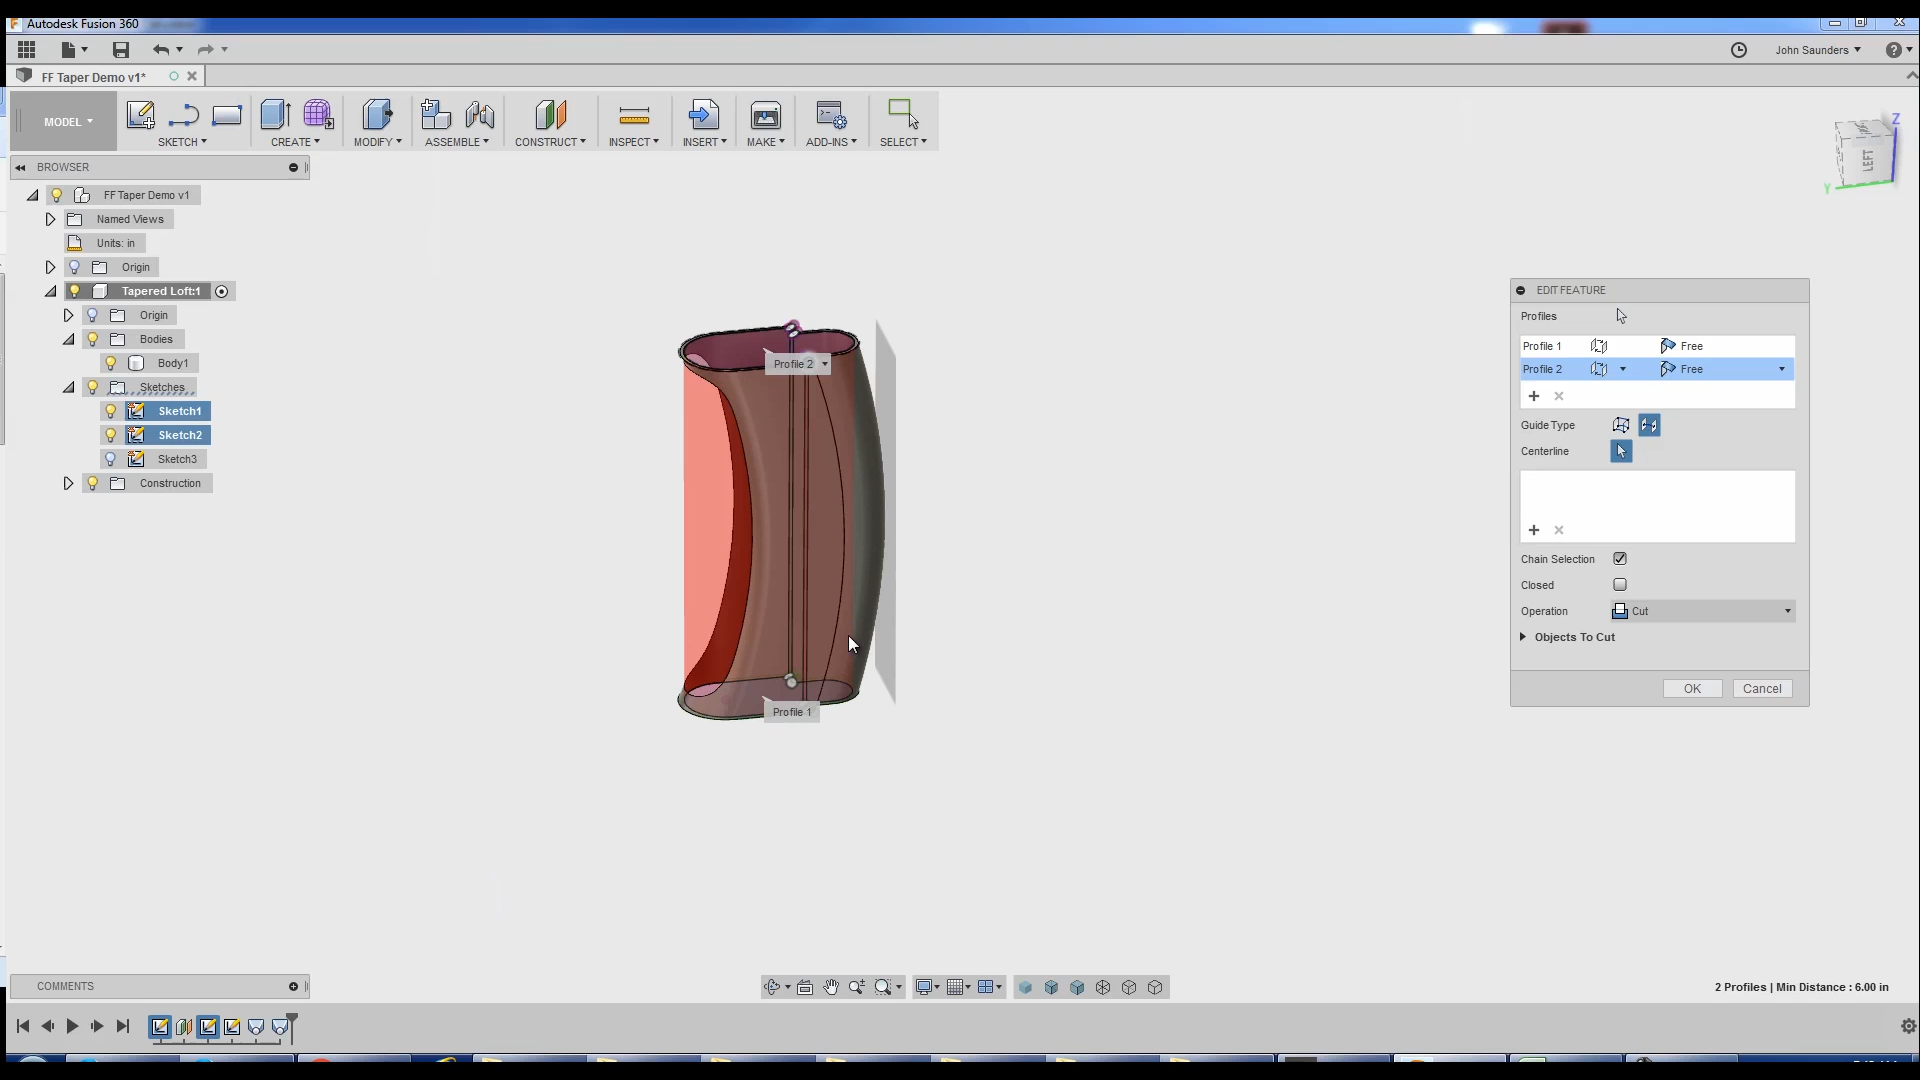 Autodesk Fusion 360
John Saunders
FF Taper Demo v1*
MODEL
SKETCH
CREATE
MODIFY
ASSEMBLE
CONSTRUCT
INSPECT
INSERT
MAKE
ADD-INS
SELECT
Z
LEFT
Y
BROWSER
FF Taper Demo v1
Named Views
Units: in
Origin
Tapered Loft:1
Origin
Bodies
Body1
Sketches
Sketch1
Sketch2
Sketch3
Construction
Profile 2
Profile 1
EDIT FEATURE
Profiles
Profile 1 Free
Profile 2 Free
Guide Type
Centerline
Chain Selection
Closed
Operation Cut
Objects To Cut
OK Cancel
COMMENTS
2 Profiles | Min Distance : 6.00 in